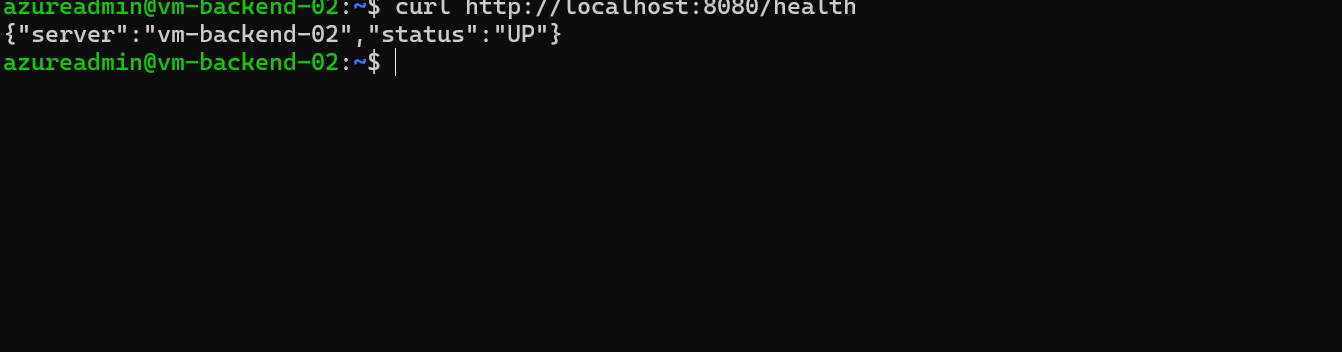 azureadmin@vm-backend-02:~$ curl http://localhost:8080/health
{"server":"vm-backend-02","status":"UP"}
azureadmin@vm-backend-02:~$